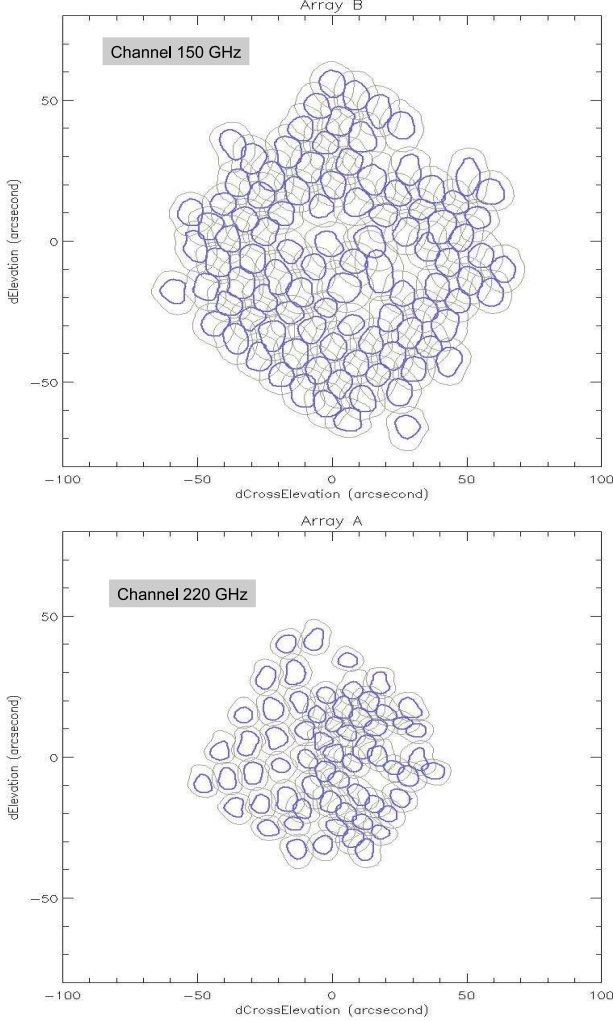 Array B
Channel 150 GHz
50
0
−50
dElevation (arcsecond)
−100
−50
0
50
100
dCrossElevation (arcsecond)
Array A
Channel 220 GHz
50
0
−50
dElevation (arcsecond)
−100
−50
0
50
100
dCrossElevation (arcsecond)